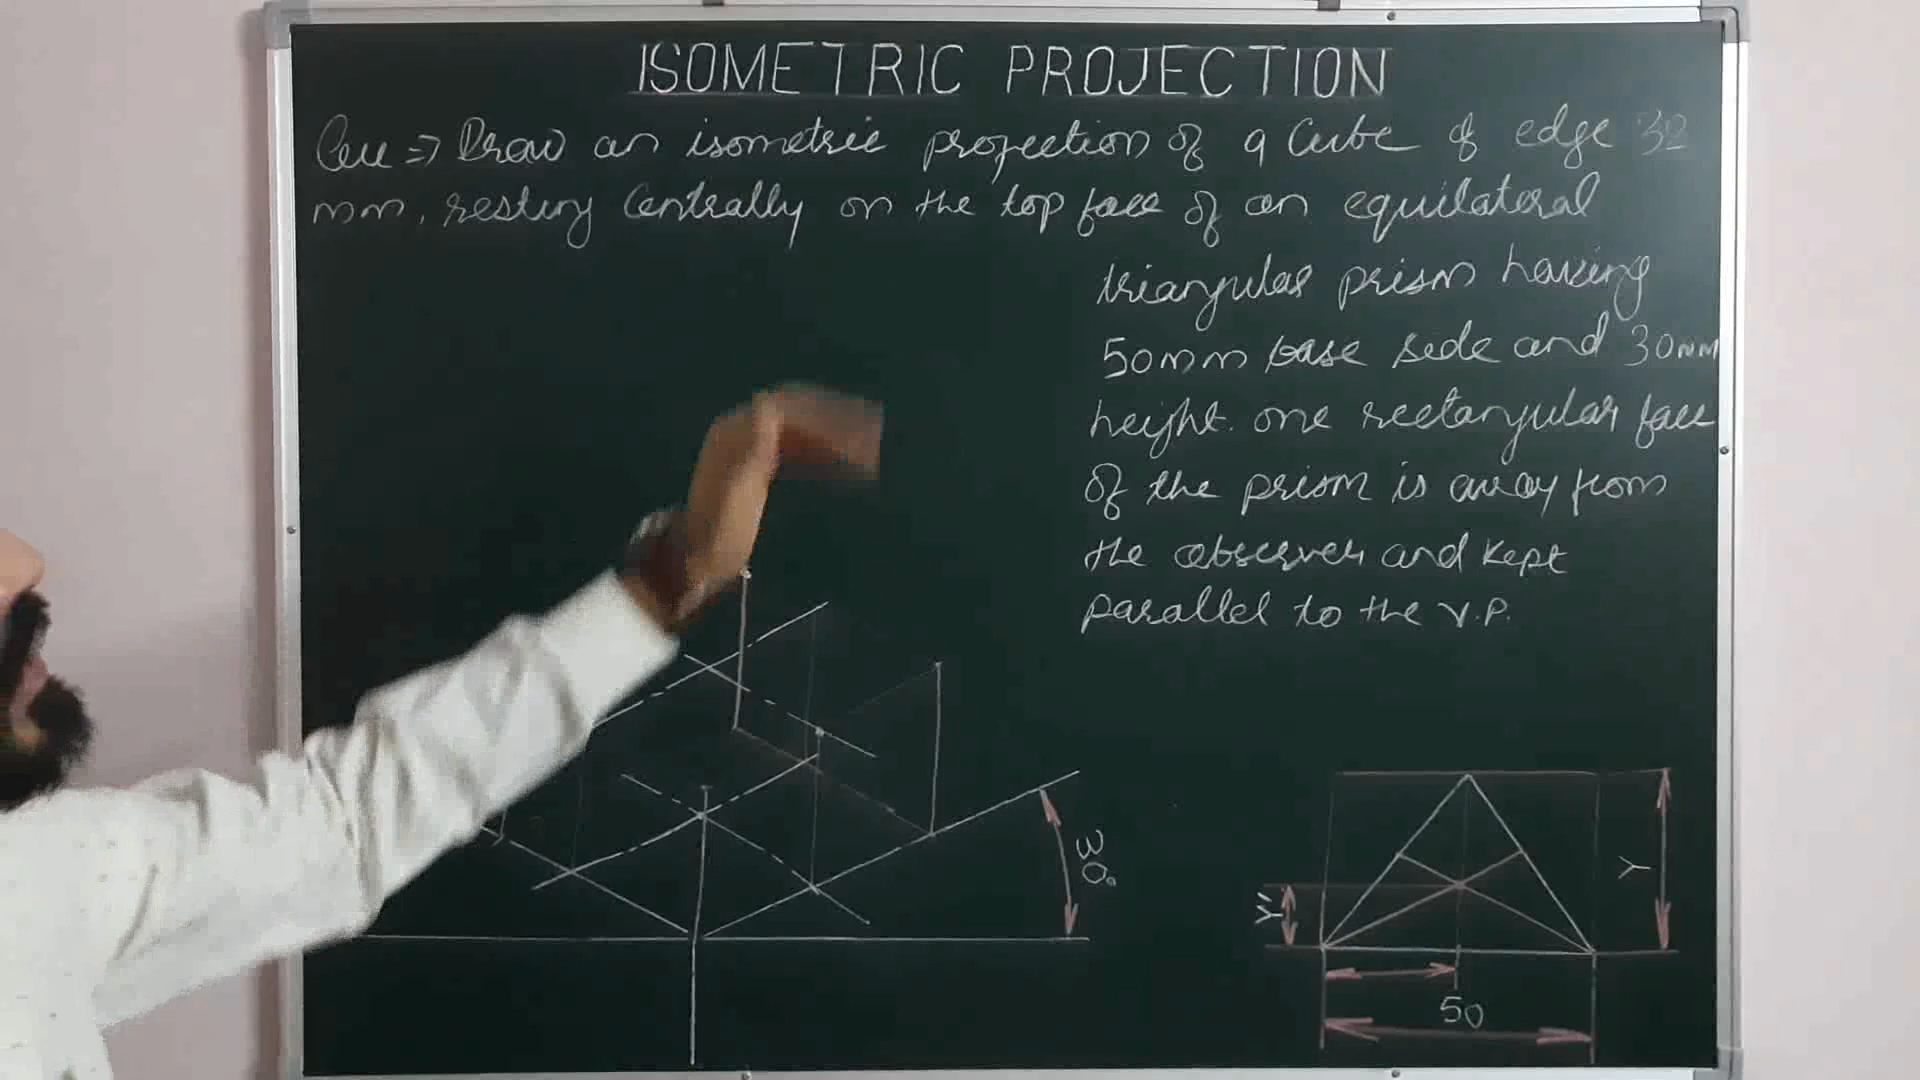 ISOMETRIC PROJECTION
Que ⇒ Draw an isometric projection of a Cube of edge 32
mm, resting Centrally on the top face of an equilateral
triangular prism having
50mm base side and 30mm
height. one rectangular face
of the prism is away from
the observer and kept
parallel to the V.P.
30°
Y
Y'
50